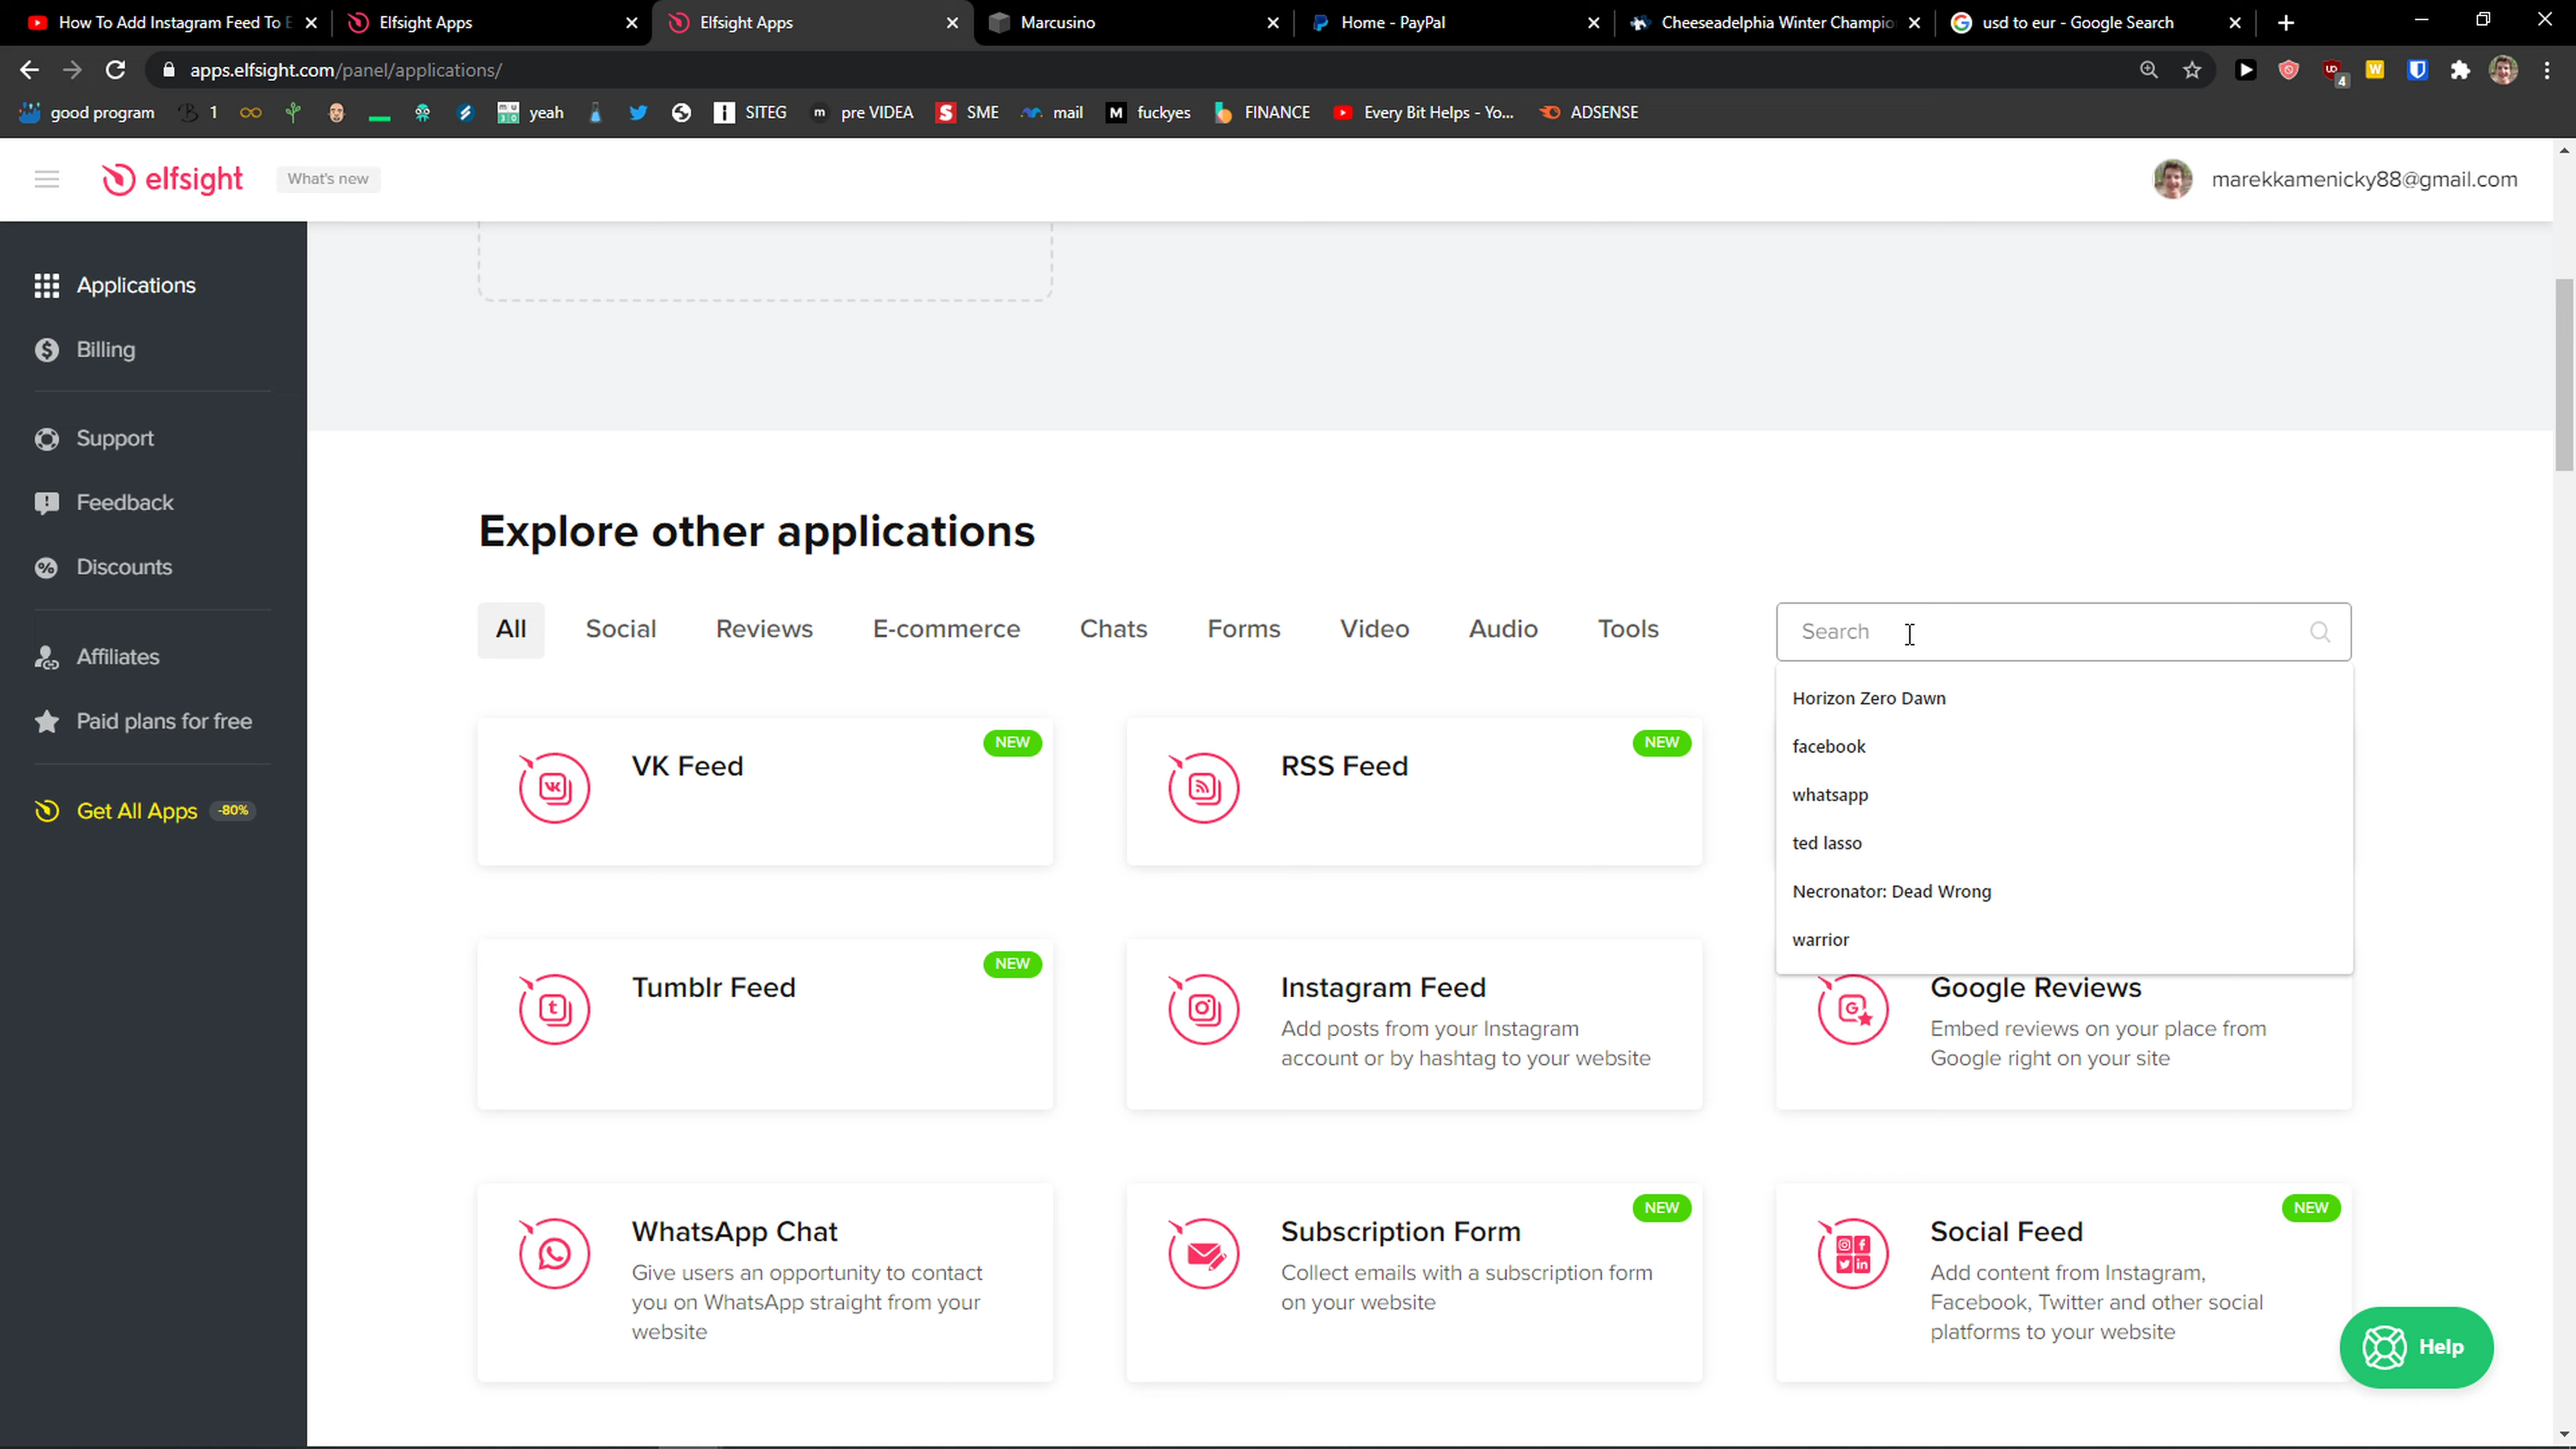 How To Add Instagram Feed To E
Elfsight Apps
Elfsight Apps
Marcusino
Home - PayPal
Cheeseadelphia Winter Champio
usd to eur - Google Search
apps.elfsight.com/panel/applications/
4
good program
1
yeah
SITEG
pre VIDEA
SME
mail
fuckyes
FINANCE
Every Bit Helps - Yo...
ADSENSE
elfsight
What's new
marekkamenicky88@gmail.com
Applications
Billing
Support
Feedback
Discounts
Affiliates
Paid plans for free
Get All Apps -80%
Explore other applications
All
Social
Reviews
E-commerce
Chats
Forms
Video
Audio
Tools
Search
Horizon Zero Dawn
facebook
whatsapp
ted lasso
Necronator: Dead Wrong
warrior
VK Feed
NEW
RSS Feed
NEW
Tumblr Feed
NEW
Instagram Feed
Add posts from your Instagram
account or by hashtag to your website
Google Reviews
Embed reviews on your place from
Google right on your site
WhatsApp Chat
Give users an opportunity to contact
you on WhatsApp straight from your
website
Subscription Form
NEW
Collect emails with a subscription form
on your website
Social Feed
NEW
Add content from Instagram,
Facebook, Twitter and other social
platforms to your website
Help